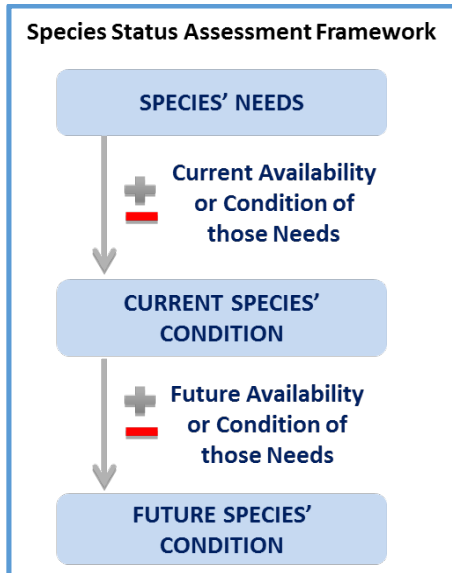 Species Status Assessment Framework
SPECIES’ NEEDS
Current Availability
or Condition of
those Needs
CURRENT SPECIES’
CONDITION
Future Availability
or Condition of
those Needs
FUTURE SPECIES’
CONDITION